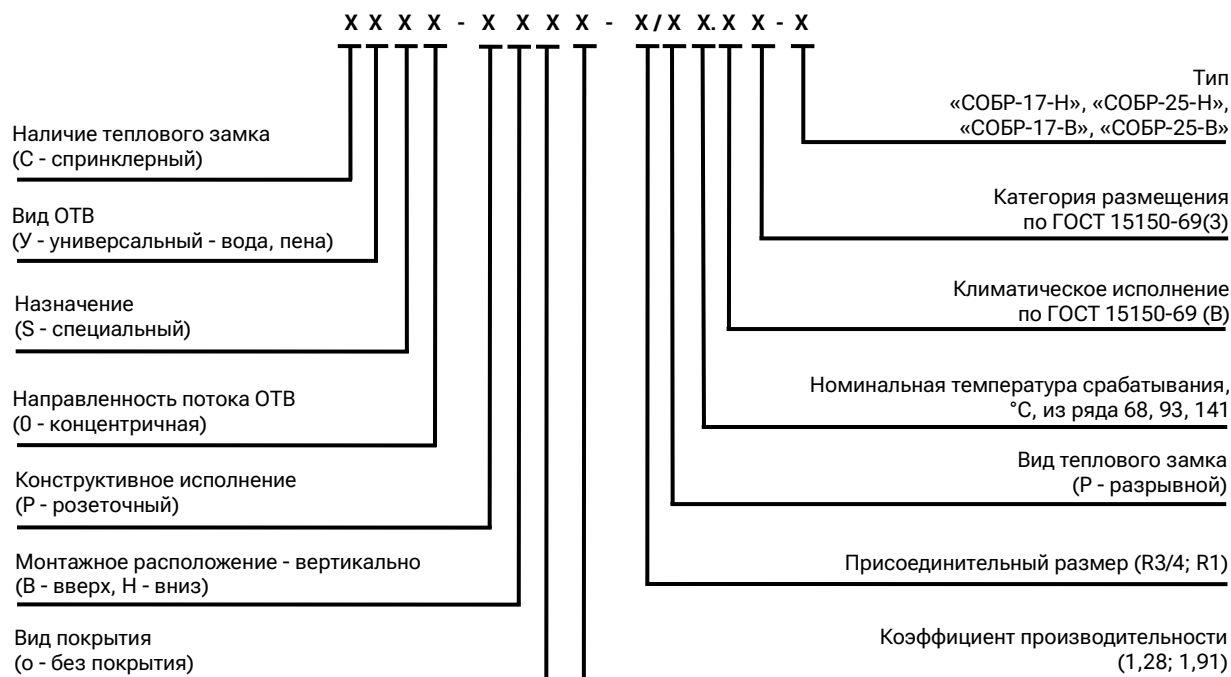 X X X X - X X X X - X / X X. X X - X
Наличие теплового замка
(С - спринклерный)
Вид ОТВ
(У - универсальный - вода, пена)
Назначение
(S - специальный)
Направленность потока ОТВ
(0 - концентричная)
Конструктивное исполнение
(Р - розеточный)
Монтажное расположение - вертикально
(В - вверх, Н - вниз)
Вид покрытия
(о - без покрытия)
Тип
«СОБР-17-Н», «СОБР-25-Н»,
«СОБР-17-В», «СОБР-25-В»
Категория размещения
по ГОСТ 15150-69(3)
Климатическое исполнение
по ГОСТ 15150-69 (В)
Номинальная температура срабатывания,
°С, из ряда 68, 93, 141
Вид теплового замка
(Р - разрывной)
Присоединительный размер (R3/4; R1)
Коэффициент производительности
(1,28; 1,91)